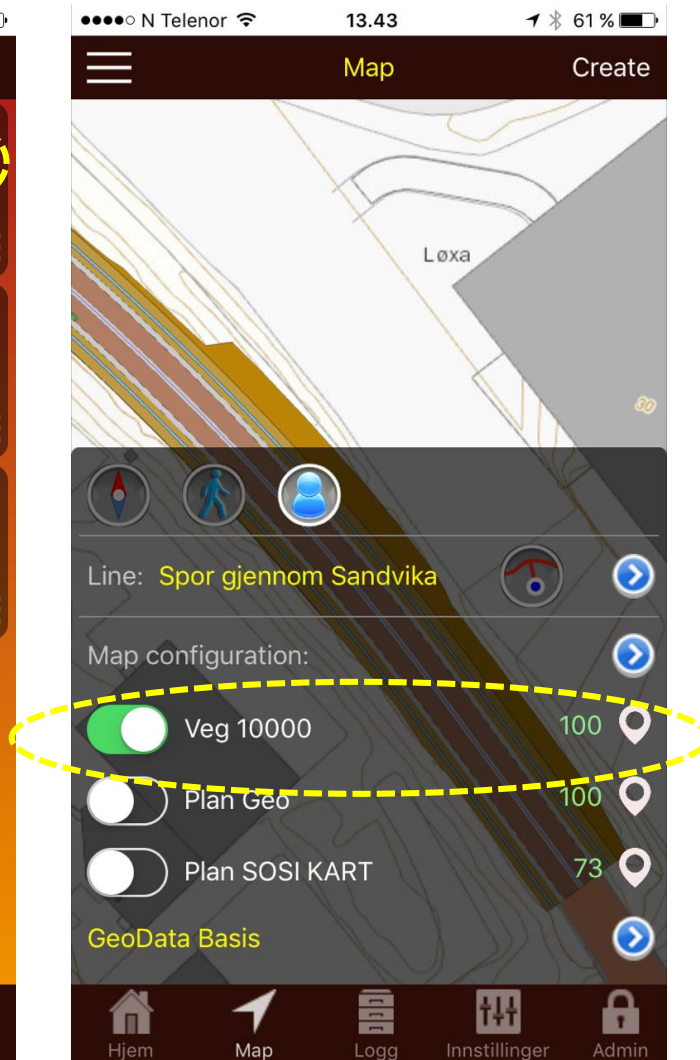 N Telenor 13.43 61 %
Map Create
Løxa
30
Line: Spor gjennom Sandvika
Map configuration:
Veg 10000 100
Plan Geo 100
Plan SOSI KART 73
GeoData Basis
Hjem Map Logg Innstillinger Admin